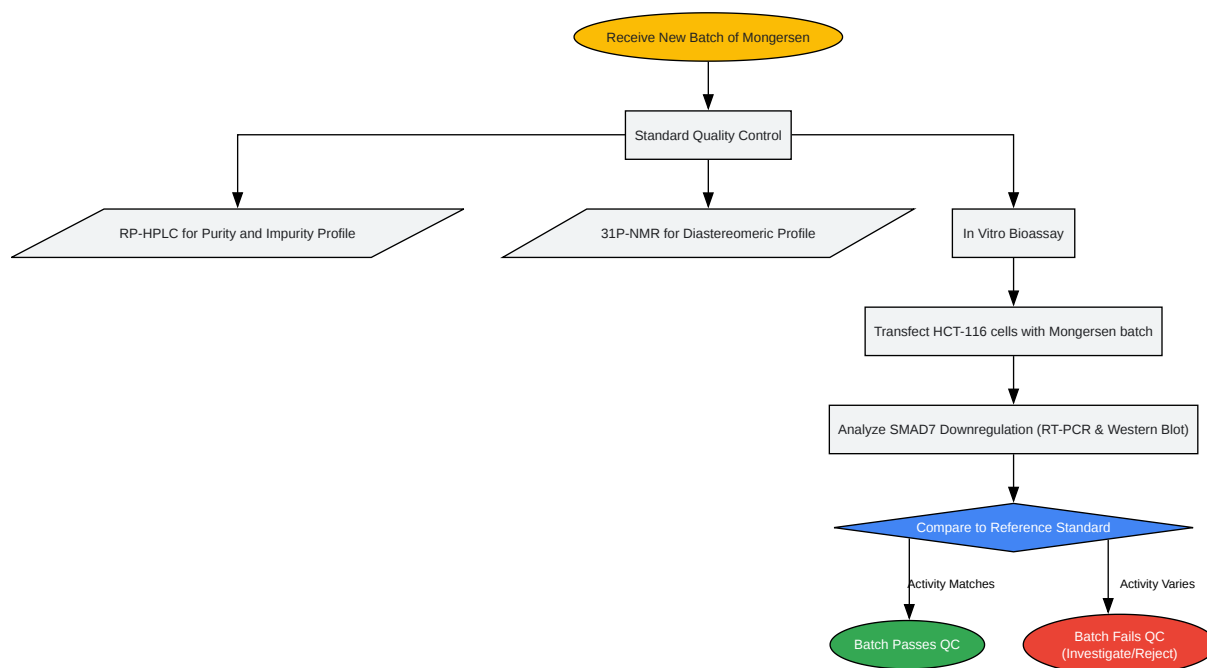 Receive New Batch of Mongersen
Standard Quality Control
RP-HPLC for Purity and Impurity Profile
31P-NMR for Diastereomeric Profile
In Vitro Bioassay
Transfect HCT-116 cells with Mongersen batch
Analyze SMAD7 Downregulation (RT-PCR & Western Blot)
Compare to Reference Standard
Activity Matches
Activity Varies
Batch Passes QC
Batch Fails QC
(Investigate/Reject)